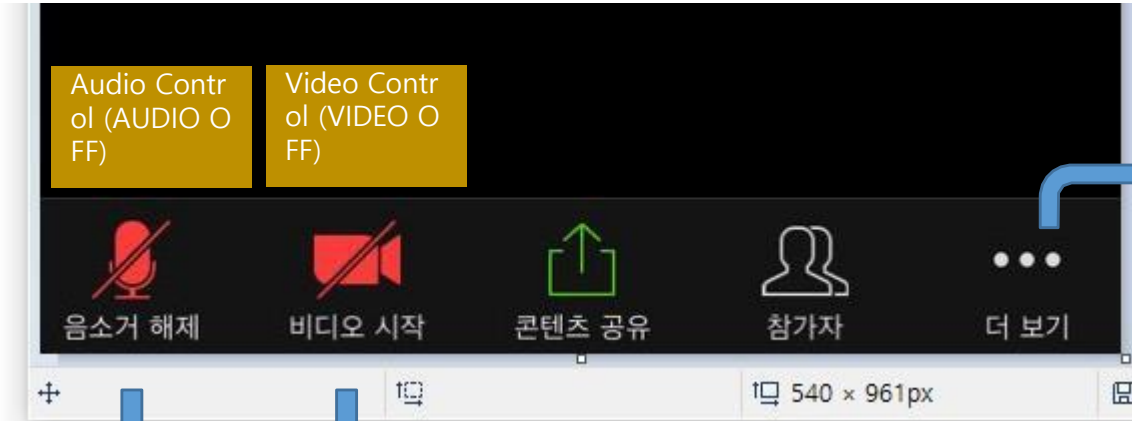 Audio Contr
ol (AUDIO O
FF)
Video Contr
ol (VIDEO O
FF)
음소거 해제
비디오 시작
콘텐츠 공유
참가자
더 보기
540 × 961px